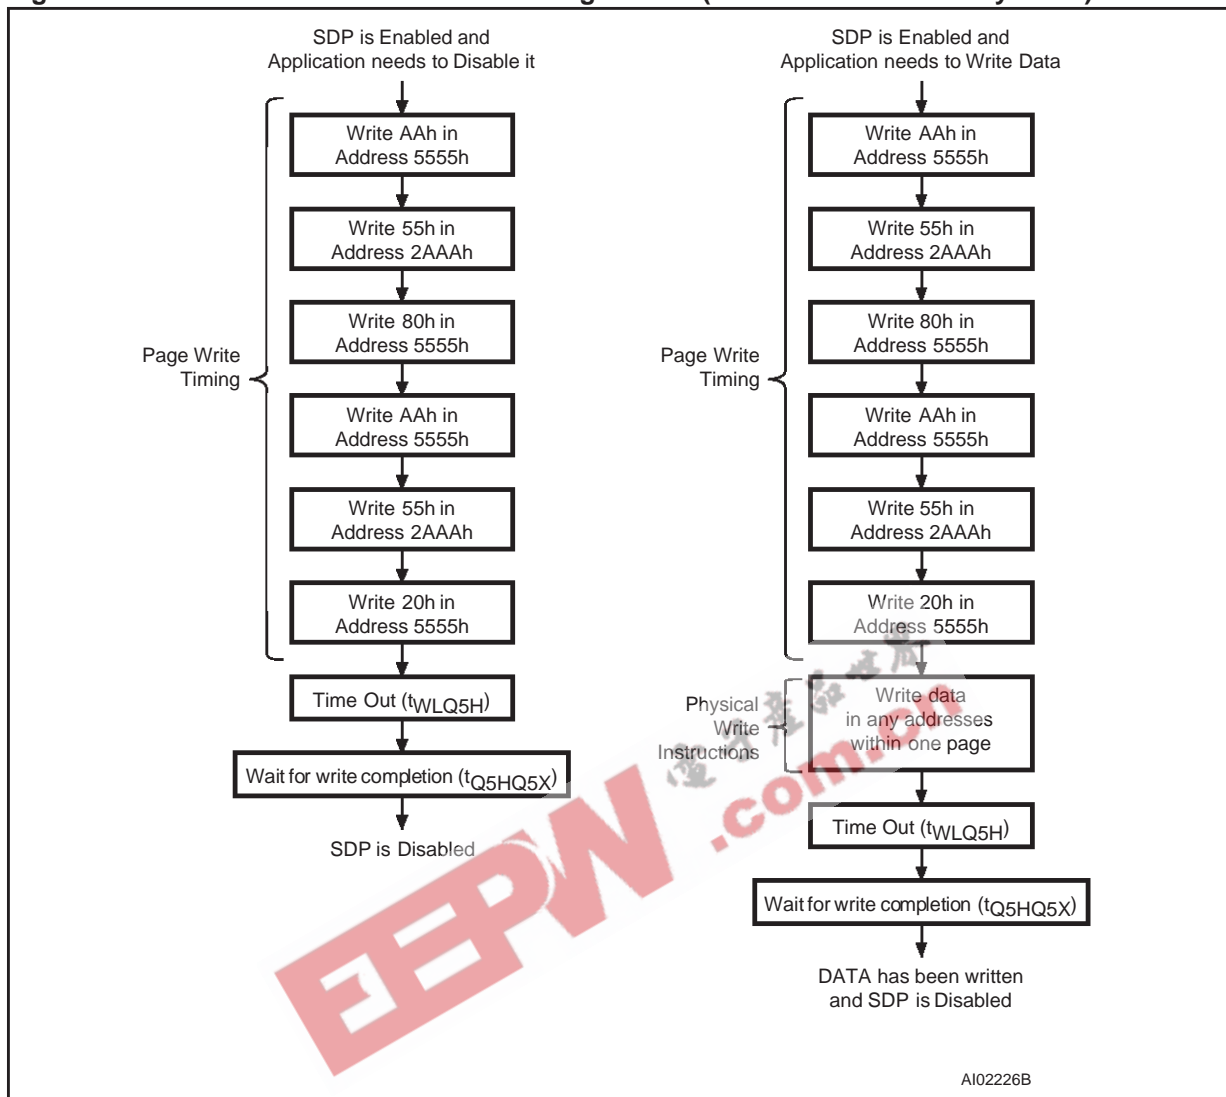 SDP is Enabled and
Application needs to Disable it
Page Write
Timing
Write AAh in
Address 5555h
Write 55h in
Address 2AAAh
Write 80h in
Address 5555h
Write AAh in
Address 5555h
Write 55h in
Address 2AAAh
Write 20h in
Address 5555h
Time Out (tWLQ5H)
Wait for write completion (tQ5HQ5X)
SDP is Disabled
SDP is Enabled and
Application needs to Write Data
Page Write
Timing
Write AAh in
Address 5555h
Write 55h in
Address 2AAAh
Write 80h in
Address 5555h
Write AAh in
Address 5555h
Write 55h in
Address 2AAAh
Write 20h in
Address 5555h
Physical
Write
Instructions
Write data
in any addresses
within one page
Time Out (tWLQ5H)
Wait for write completion (tQ5HQ5X)
DATA has been written
and SDP is Disabled
EEPW
.com.cn
電子產品世界
AI02226B